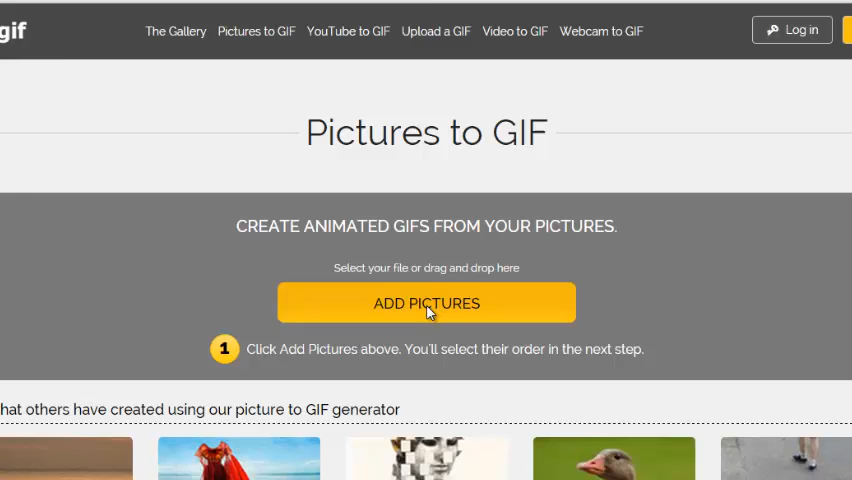 gif
The Gallery Pictures to GIF YouTube to GIF Upload a GIF Video to GIF Webcam to GIF Log in
Pictures to GIF
CREATE ANIMATED GIFS FROM YOUR PICTURES.
Select your file or drag and drop here
ADD PICTURES
1 Click Add Pictures above. You'll select their order in the next step.
hat others have created using our picture to GIF generator